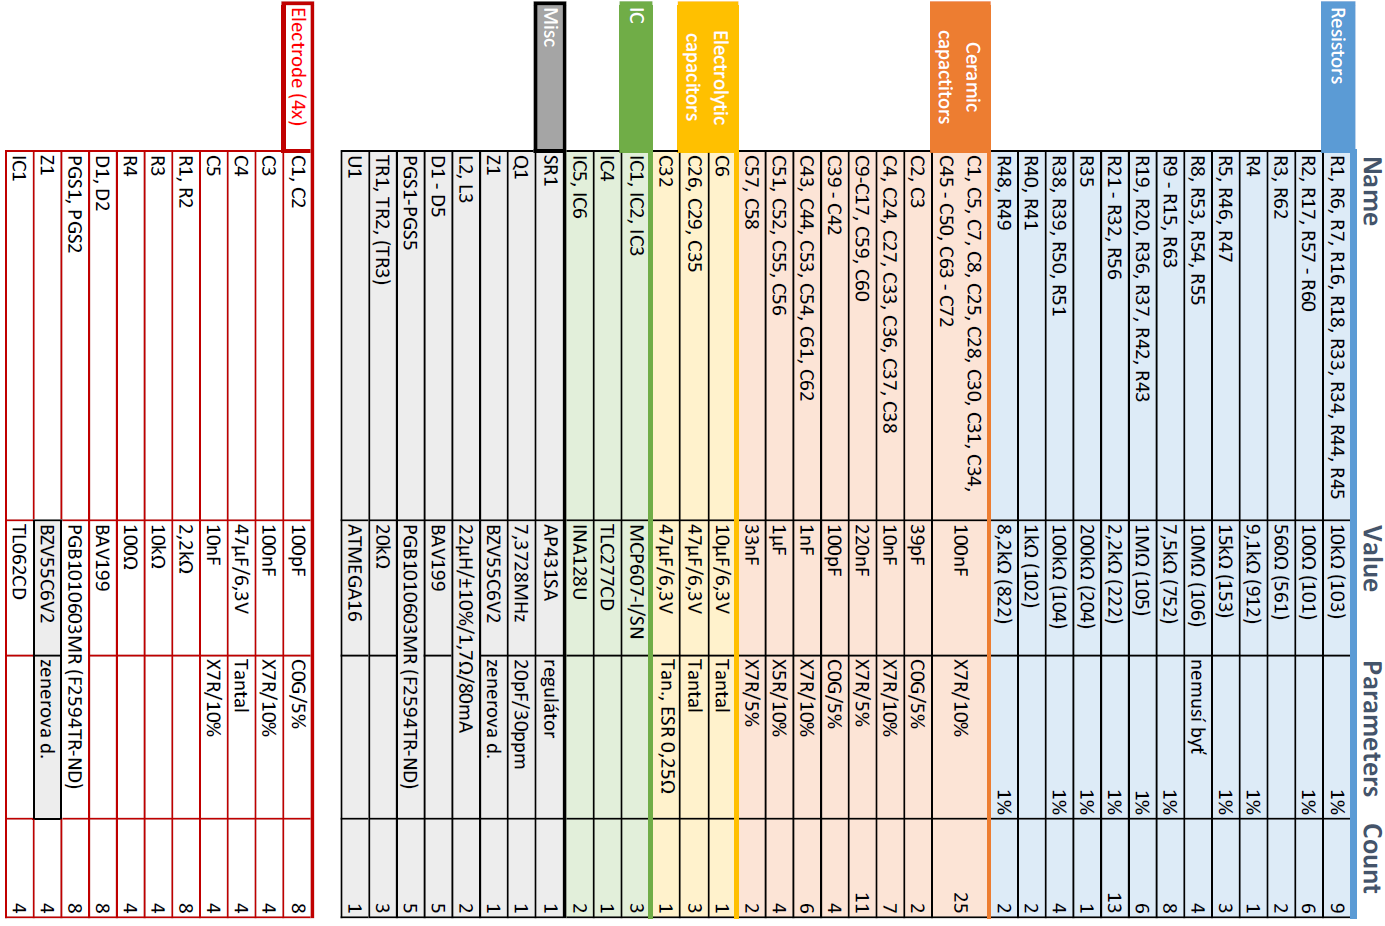 Name Value Parameters Count
Resistors R1, R6, R7, R16, R18, R33, R34, R44, R45 10kΩ (103) 1% 9
R2, R17, R57 - R60 100Ω (101) 1% 6
R3, R62 560Ω (561) 2
R4 9,1kΩ (912) 1% 1
R5, R46, R47 15kΩ (153) 1% 3
R8, R53, R54, R55 10MΩ (106) nemusí byť 4
R9 - R15, R63 7,5kΩ (752) 1% 8
R19, R20, R36, R37, R42, R43 1MΩ (105) 1% 6
R21 - R32, R56 2,2kΩ (222) 1% 13
R35 200kΩ (204) 1% 1
R38, R39, R50, R51 100kΩ (104) 1% 4
R40, R41 1kΩ (102) 2
R48, R49 8,2kΩ (822) 1% 2
Ceramic capactitors C1, C5, C7, C8, C25, C28, C30, C31, C34,
C45 - C50, C63 - C72 100nF X7R/10% 25
C2, C3 39pF C0G/5% 2
C4, C24, C27, C33, C36, C37, C38 10nF X7R/10% 7
C9-C17, C59, C60 220nF X7R/5% 11
C39 - C42 100pF C0G/5% 4
C43, C44, C53, C54, C61, C62 1nF X7R/10% 6
C51, C52, C55, C56 1µF X5R/10% 4
C57, C58 33nF X7R/5% 2
Electrolytic capacitors C6 10µF/6,3V Tantal 1
C26, C29, C35 47µF/6,3V Tantal 3
C32 47µF/6,3V Tan., ESR 0,25Ω 1
IC IC1, IC2, IC3 MCP607-I/SN 3
IC4 TLC277CD 1
IC5, IC6 INA128U 2
Misc SR1 AP431SA regulátor 1
Q1 7,3728MHz 20pF/30ppm 1
Z1 BZV55C6V2 zenerova d. 1
L2, L3 22µH/±10%/1,7Ω/80mA 2
D1 - D5 BAV199 5
PGS1-PGS5 PGB1010603MR (F2594TR-ND) 5
TR1, TR2, (TR3) 20kΩ 3
U1 ATMEGA16 1
Electrode (4x) C1, C2 100pF C0G/5% 8
C3 100nF X7R/10% 4
C4 47µF/6,3V Tantal 4
C5 10nF X7R/10% 4
R1, R2 2,2kΩ 8
R3 10kΩ 4
R4 100Ω 4
D1, D2 BAV199 8
PGS1, PGS2 PGB1010603MR (F2594TR-ND) 8
Z1 BZV55C6V2 zenerova d. 4
IC1 TL062CD 4